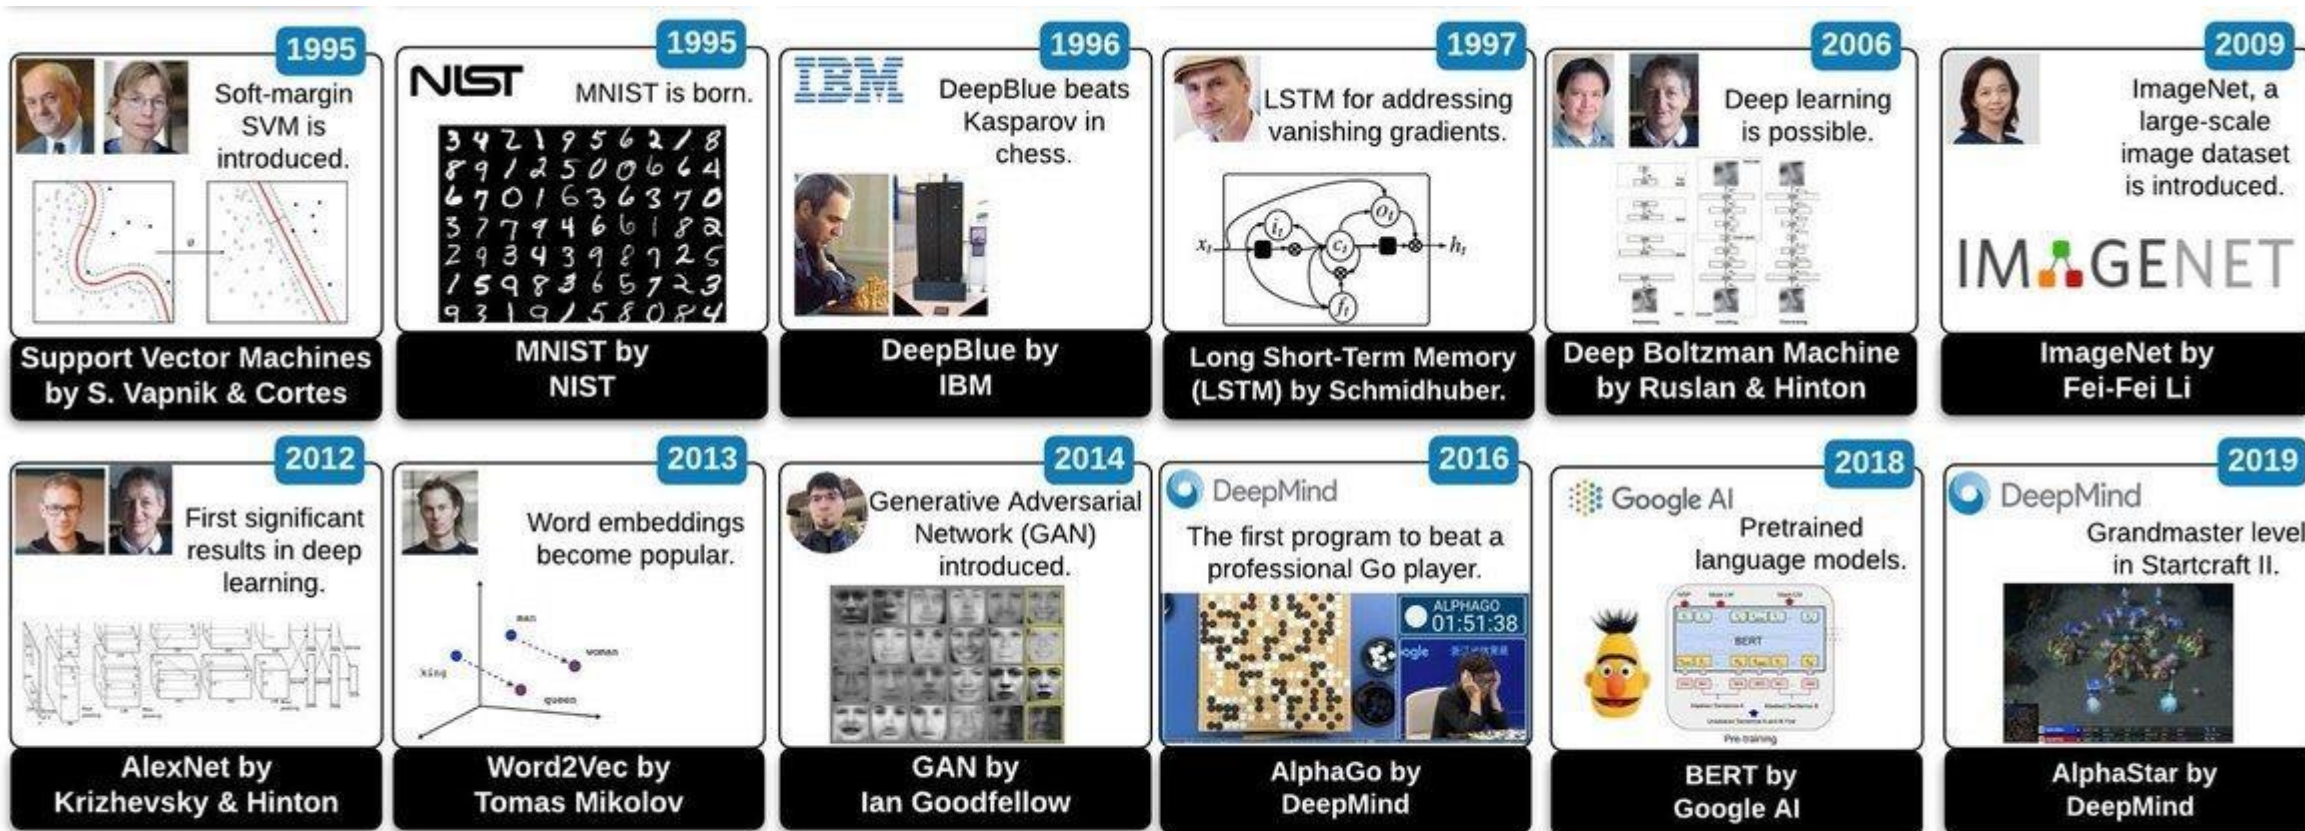 1995
Soft-margin
SVM is
introduced.
Support Vector Machines
by S. Vapnik & Cortes
1995
NIST
MNIST is born.
3 4 2 1 9 5 6 2 1 8
8 9 1 2 5 0 0 6 6 4
6 7 0 1 6 3 6 3 7 0
3 7 7 9 4 6 6 1 8 2
2 9 3 4 3 9 8 7 2 5
1 5 9 8 3 6 5 7 2 3
9 3 1 9 1 5 8 0 8 4
MNIST by
NIST
1996
IBM
DeepBlue beats
Kasparov in
chess.
DeepBlue by
IBM
1997
LSTM for addressing
vanishing gradients.
xt
it
ct
ot
ht
ft
Long Short-Term Memory
(LSTM) by Schmidhuber.
2006
Deep learning
is possible.
Deep Boltzman Machine
by Ruslan & Hinton
2009
ImageNet, a
large-scale
image dataset
is introduced.
IMAGENET
ImageNet by
Fei-Fei Li
2012
First significant
results in deep
learning.
AlexNet by
Krizhevsky & Hinton
2013
Word embeddings
become popular.
man
woman
king
queen
Word2Vec by
Tomas Mikolov
2014
Generative Adversarial
Network (GAN)
introduced.
GAN by
Ian Goodfellow
2016
DeepMind
The first program to beat a
professional Go player.
ALPHAGO
01:51:38
AlphaGo by
DeepMind
2018
Google AI
Pretrained
language models.
BERT
Pre-training
BERT by
Google AI
2019
DeepMind
Grandmaster level
in Startcraft II.
AlphaStar by
DeepMind